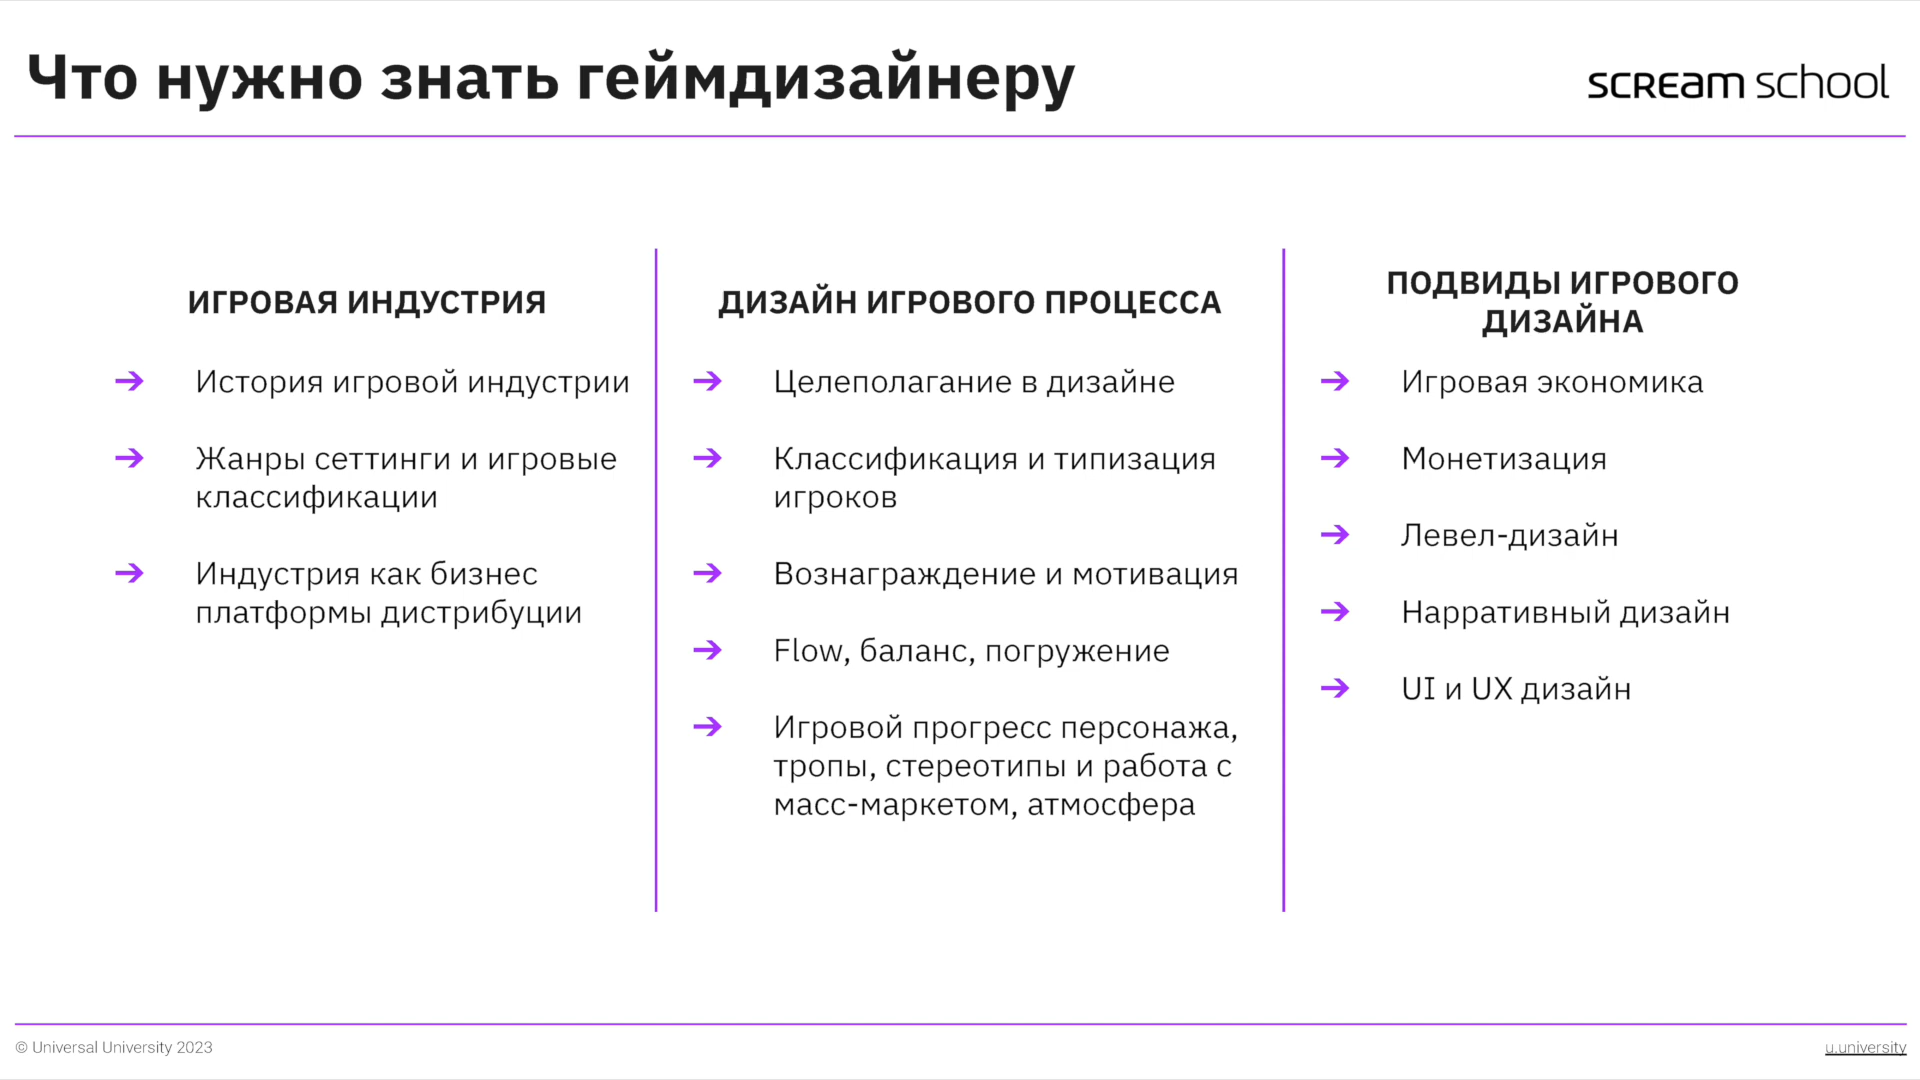 Что нужно знать геймдизайнеру
scream school
ИГРОВАЯ ИНДУСТРИЯ
➔ История игровой индустрии
➔ Жанры сеттинги и игровые
классификации
➔ Индустрия как бизнес
платформы дистрибуции
ДИЗАЙН ИГРОВОГО ПРОЦЕССА
➔ Целеполагание в дизайне
➔ Классификация и типизация
игроков
➔ Вознаграждение и мотивация
➔ Flow, баланс, погружение
➔ Игровой прогресс персонажа,
тропы, стереотипы и работа с
масс-маркетом, атмосфера
ПОДВИДЫ ИГРОВОГО
ДИЗАЙНА
➔ Игровая экономика
➔ Монетизация
➔ Левел-дизайн
➔ Нарративный дизайн
➔ UI и UX дизайн
© Universal University 2023
u.university